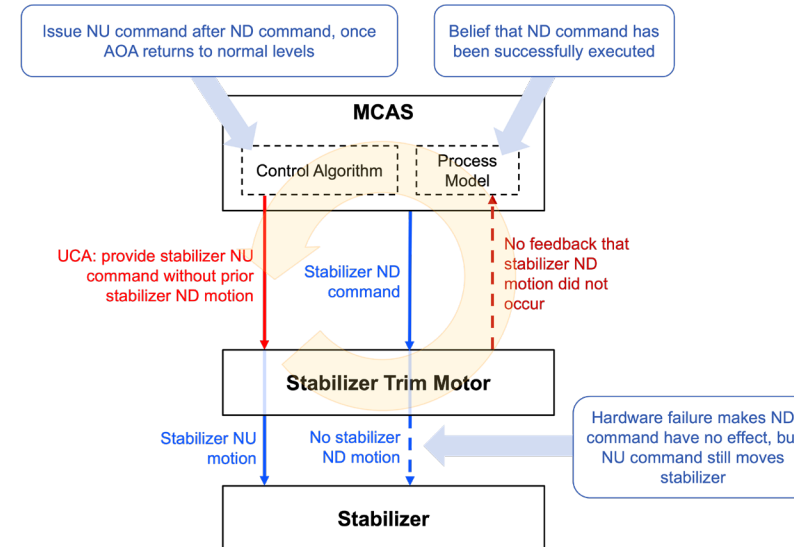 Issue NU command after ND command, once
AOA returns to normal levels
Belief that ND command has
been successfully executed
MCAS
Control Algorithm
Process
Model
UCA: provide stabilizer NU
command without prior
stabilizer ND motion
Stabilizer ND
command
No feedback that
stabilizer ND
motion did not
occur
Stabilizer Trim Motor
Stabilizer NU
motion
No stabilizer
ND motion
Hardware failure makes ND
command have no effect, bu
NU command still moves
stabilizer
Stabilizer